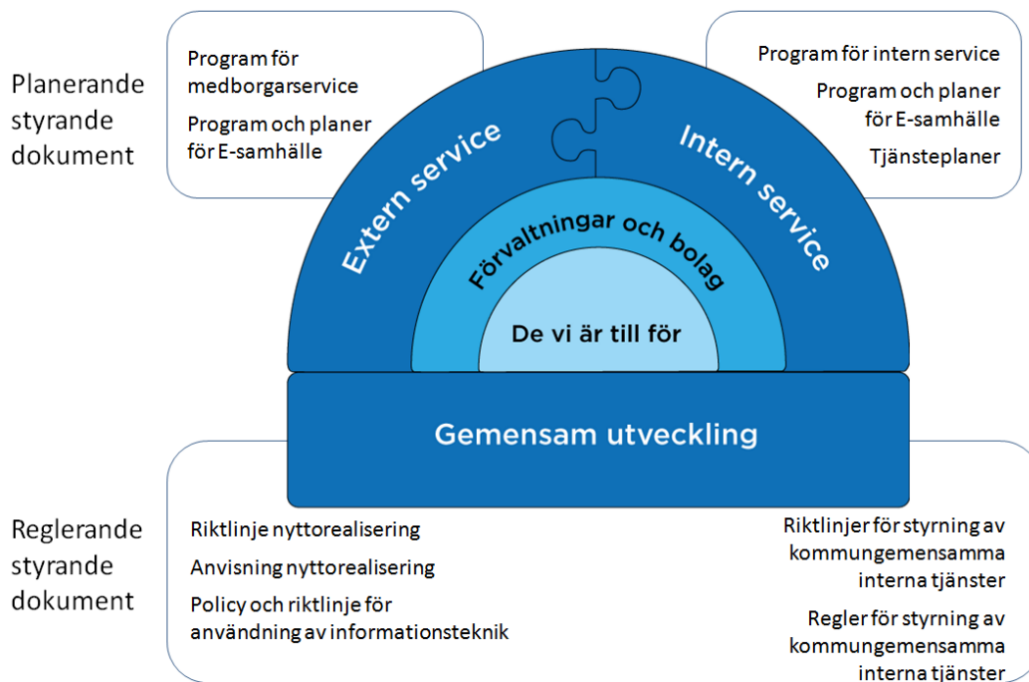 Planerande
styrande
dokument
Program för
medborgarservice
Program och planer
för E-samhälle
Program för intern service
Program och planer
för E-samhälle
Tjänsteplaner
Extern service
Intern service
Förvaltningar och bolag
De vi är till för
Gemensam utveckling
Reglerande
styrande
dokument
Riktlinje nyttorealisering
Anvisning nyttorealisering
Policy och riktlinje för
användning av informationsteknik
Riktlinjer för styrning av
kommungemensamma
interna tjänster
Regler för styrning av
kommungemensamma
interna tjänster